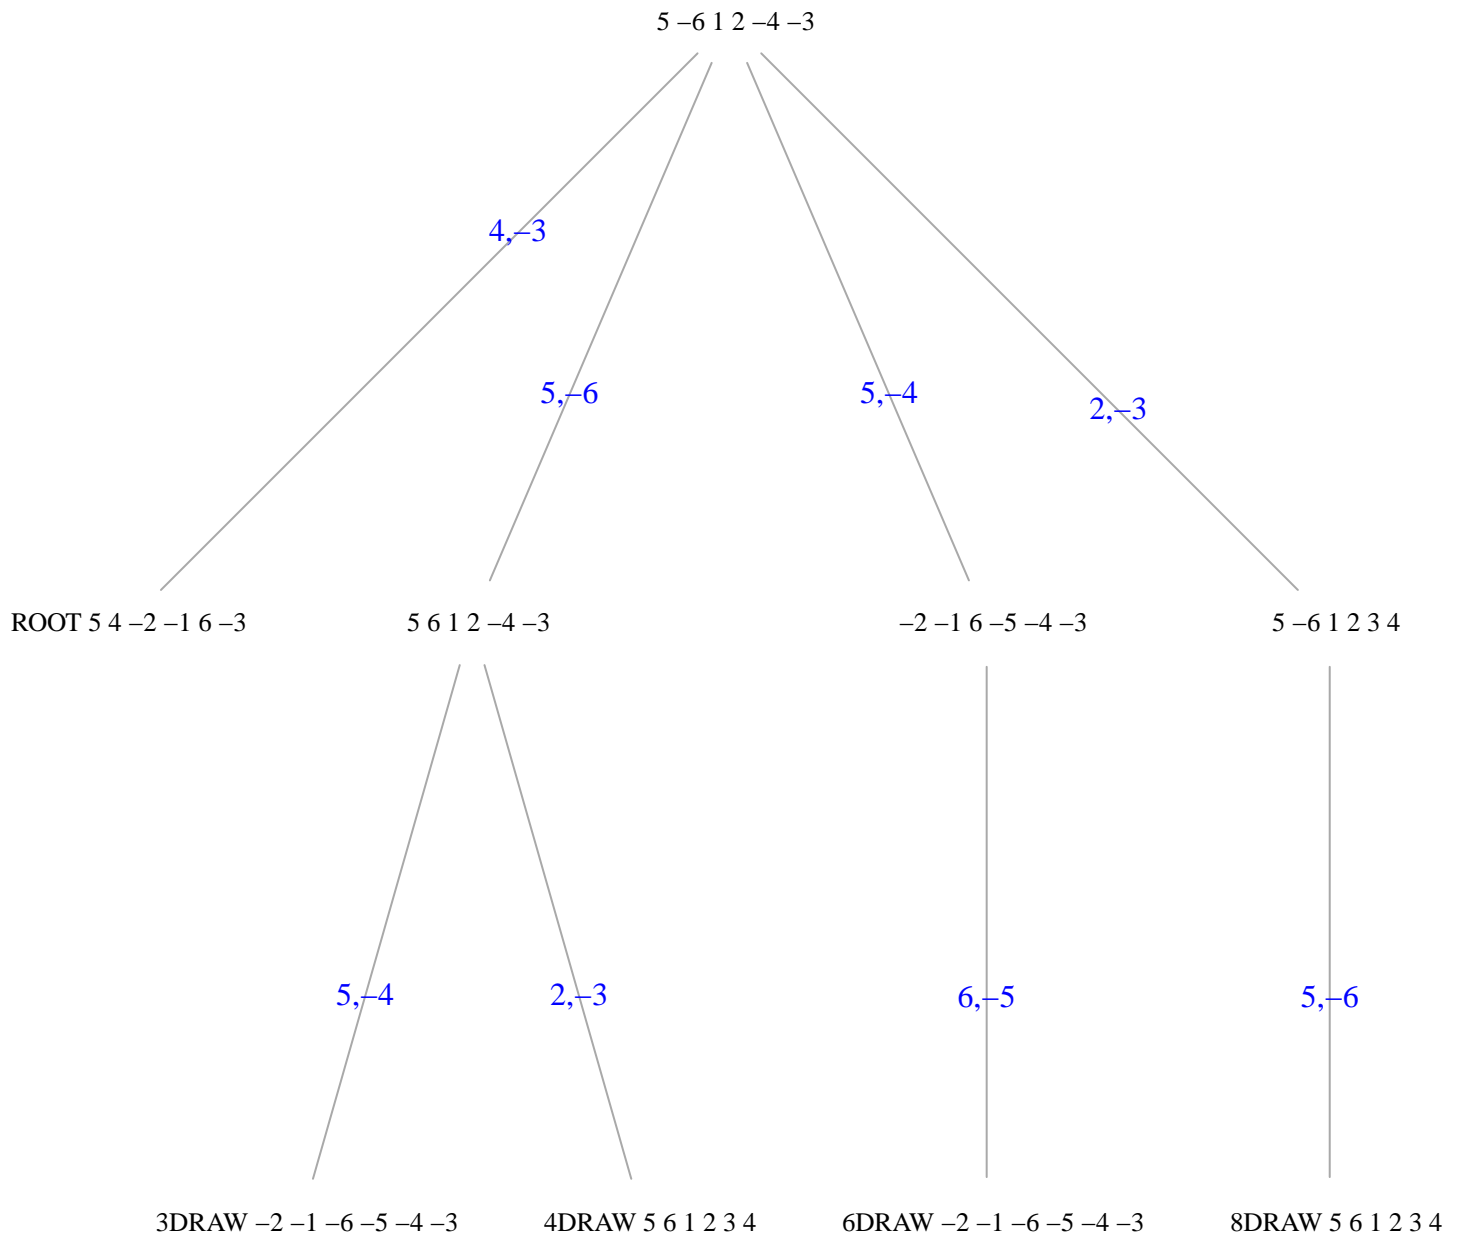 5 –6 1 2 –4 –3
4,–3
5,–6
5,–4
2,–3
ROOT 5 4 –2 –1 6 –3
5 6 1 2 –4 –3
–2 –1 6 –5 –4 –3
5 –6 1 2 3 4
5,–4
2,–3
6,–5
5,–6
3DRAW –2 –1 –6 –5 –4 –3
4DRAW 5 6 1 2 3 4
6DRAW –2 –1 –6 –5 –4 –3
8DRAW 5 6 1 2 3 4